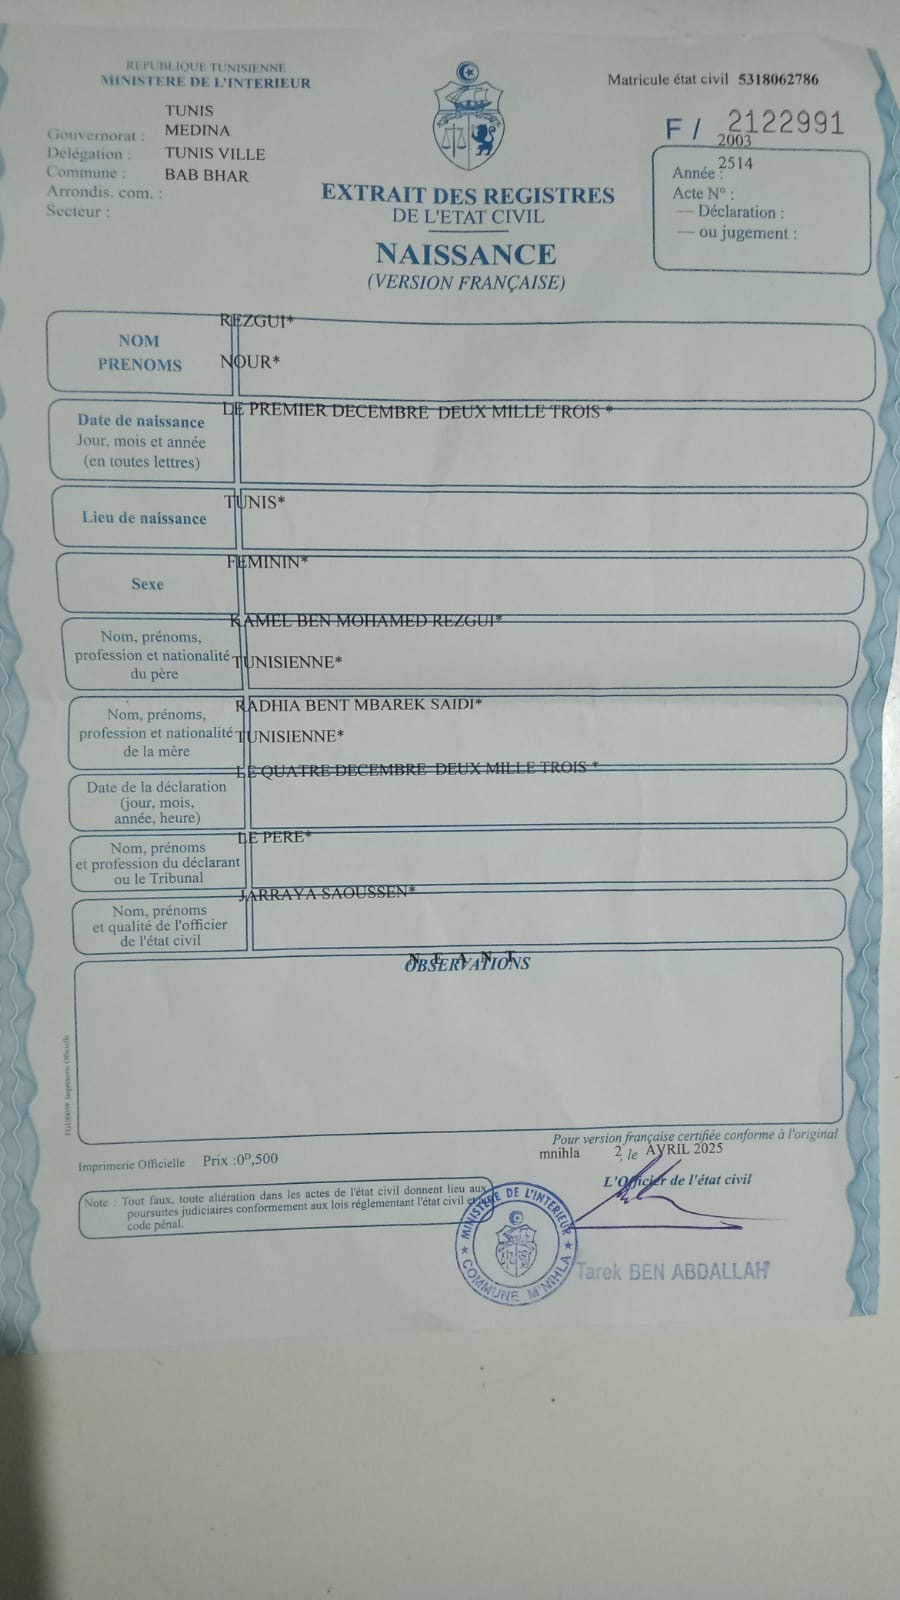 REPUBLIQUE TUNISIENNE
MINISTERE DE L'INTERIEUR
Matricule état civil 5318062786
TUNIS
Gouvernorat : MEDINA
Délégation : TUNIS VILLE
Commune : BAB BHAR
Arrondis. com. :
Secteur :
F / 2122991
2003
2514
Année :
Acte N° :
— Déclaration :
— ou jugement :
EXTRAIT DES REGISTRES
DE L'ETAT CIVIL
NAISSANCE
(VERSION FRANÇAISE)
REZGUI*
NOM
PRENOMS NOUR*
LE PREMIER DECEMBRE DEUX MILLE TROIS *
Date de naissance
Jour, mois et année
(en toutes lettres)
TUNIS*
Lieu de naissance
FEMININ*
Sexe
KAMEL BEN MOHAMED REZGUI*
Nom, prénoms,
profession et nationalité TUNISIENNE*
du père
RADHIA BENT MBAREK SAIDI*
Nom, prénoms,
profession et nationalité TUNISIENNE*
de la mère
LE QUATRE DECEMBRE DEUX MILLE TROIS *
Date de la déclaration
(jour, mois,
année, heure)
LE PERE*
Nom, prénoms
et profession du déclarant
ou le Tribunal
JARRAYA SAOUSSEN*
Nom, prénoms
et qualité de l'officier
de l'état civil
N E A N T
OBSERVATIONS
Imprimerie Officielle
Pour version française certifiée conforme à l'original
mnihla 2, le AVRIL 2025
L'Officier de l'état civil
Imprimerie Officielle Prix :0ᴰ,500
Note : Tout faux, toute altération dans les actes de l'état civil donnent lieu aux
poursuites judiciaires conformement aux lois réglementant l'état civil et au
code pénal.
MINISTERE DE L'INTERIEUR
COMMUNE M'NIHLA
Tarek BEN ABDALLAH